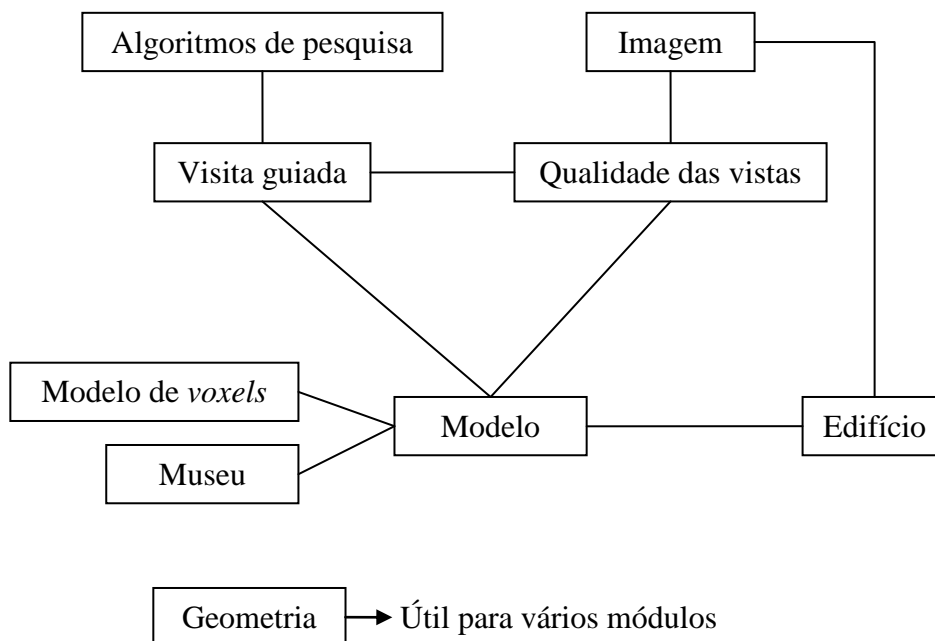 Algoritmos de pesquisa
Imagem
Visita guiada
Qualidade das vistas
Modelo de voxels
Modelo
Edifício
Museu
Geometria
Útil para vários módulos